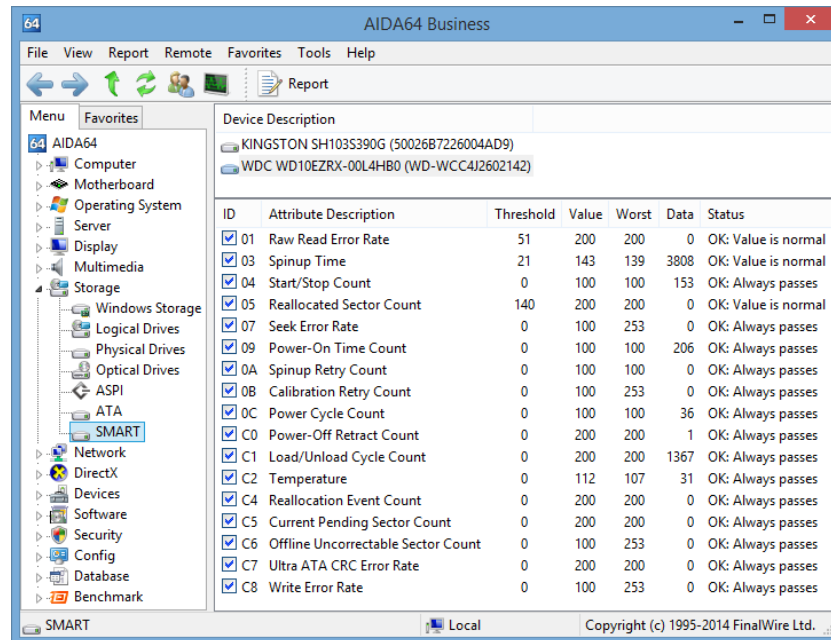 64 AIDA64 Business
File View Report Remote Favorites Tools Help
Report
Menu Favorites
64 AIDA64
Computer
Motherboard
Operating System
Server
Display
Multimedia
Storage
Windows Storage
Logical Drives
Physical Drives
Optical Drives
ASPI
ATA
SMART
Network
DirectX
Devices
Software
Security
Config
Database
Benchmark
Device Description
KINGSTON SH103S390G (50026B7226004AD9)
WDC WD10EZRX-00L4HB0 (WD-WCC4J2602142)
ID Attribute Description Threshold Value Worst Data Status
01 Raw Read Error Rate 51 200 200 0 OK: Value is normal
03 Spinup Time 21 143 139 3808 OK: Value is normal
04 Start/Stop Count 0 100 100 153 OK: Always passes
05 Reallocated Sector Count 140 200 200 0 OK: Value is normal
07 Seek Error Rate 0 100 253 0 OK: Always passes
09 Power-On Time Count 0 100 100 206 OK: Always passes
0A Spinup Retry Count 0 100 100 0 OK: Always passes
0B Calibration Retry Count 0 100 253 0 OK: Always passes
0C Power Cycle Count 0 100 100 36 OK: Always passes
C0 Power-Off Retract Count 0 200 200 1 OK: Always passes
C1 Load/Unload Cycle Count 0 200 200 1367 OK: Always passes
C2 Temperature 0 112 107 31 OK: Always passes
C4 Reallocation Event Count 0 200 200 0 OK: Always passes
C5 Current Pending Sector Count 0 200 200 0 OK: Always passes
C6 Offline Uncorrectable Sector Count 0 100 253 0 OK: Always passes
C7 Ultra ATA CRC Error Rate 0 200 200 0 OK: Always passes
C8 Write Error Rate 0 100 253 0 OK: Always passes
SMART Local Copyright (c) 1995-2014 FinalWire Ltd.